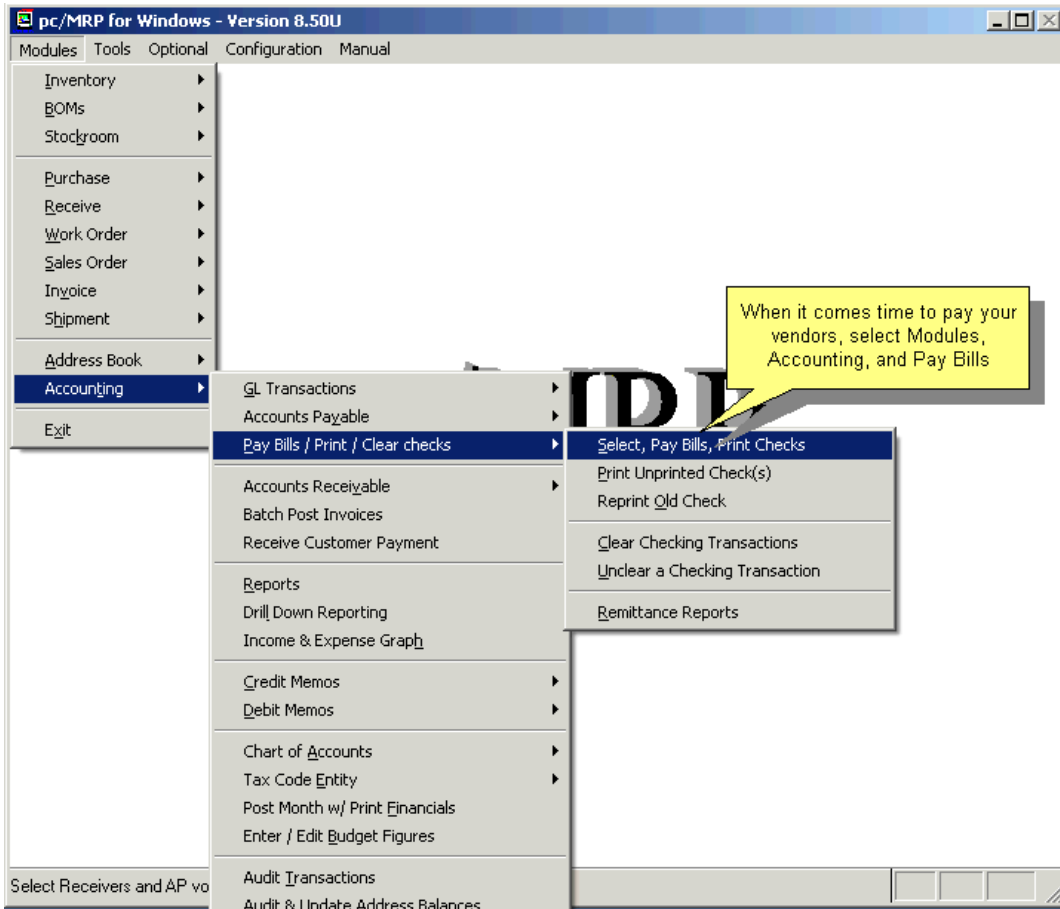 pc/MRP for Windows - Version 8.50U
Modules Tools Optional Configuration Manual
Inventory
BOMs
Stockroom
Purchase
Receive
Work Order
Sales Order
Invoice
Shipment
Address Book
Accounting
Exit
When it comes time to pay your
vendors, select Modules,
Accounting, and Pay Bills
GL Transactions
Accounts Payable
Pay Bills / Print / Clear checks
Accounts Receivable
Batch Post Invoices
Receive Customer Payment
Reports
Drill Down Reporting
Income & Expense Graph
Credit Memos
Debit Memos
Chart of Accounts
Tax Code Entity
Post Month w/ Print Financials
Enter / Edit Budget Figures
Audit Transactions
Audit & Update Address Balances
Select, Pay Bills, Print Checks
Print Unprinted Check(s)
Reprint Old Check
Clear Checking Transactions
Unclear a Checking Transaction
Remittance Reports
Select Receivers and AP vo